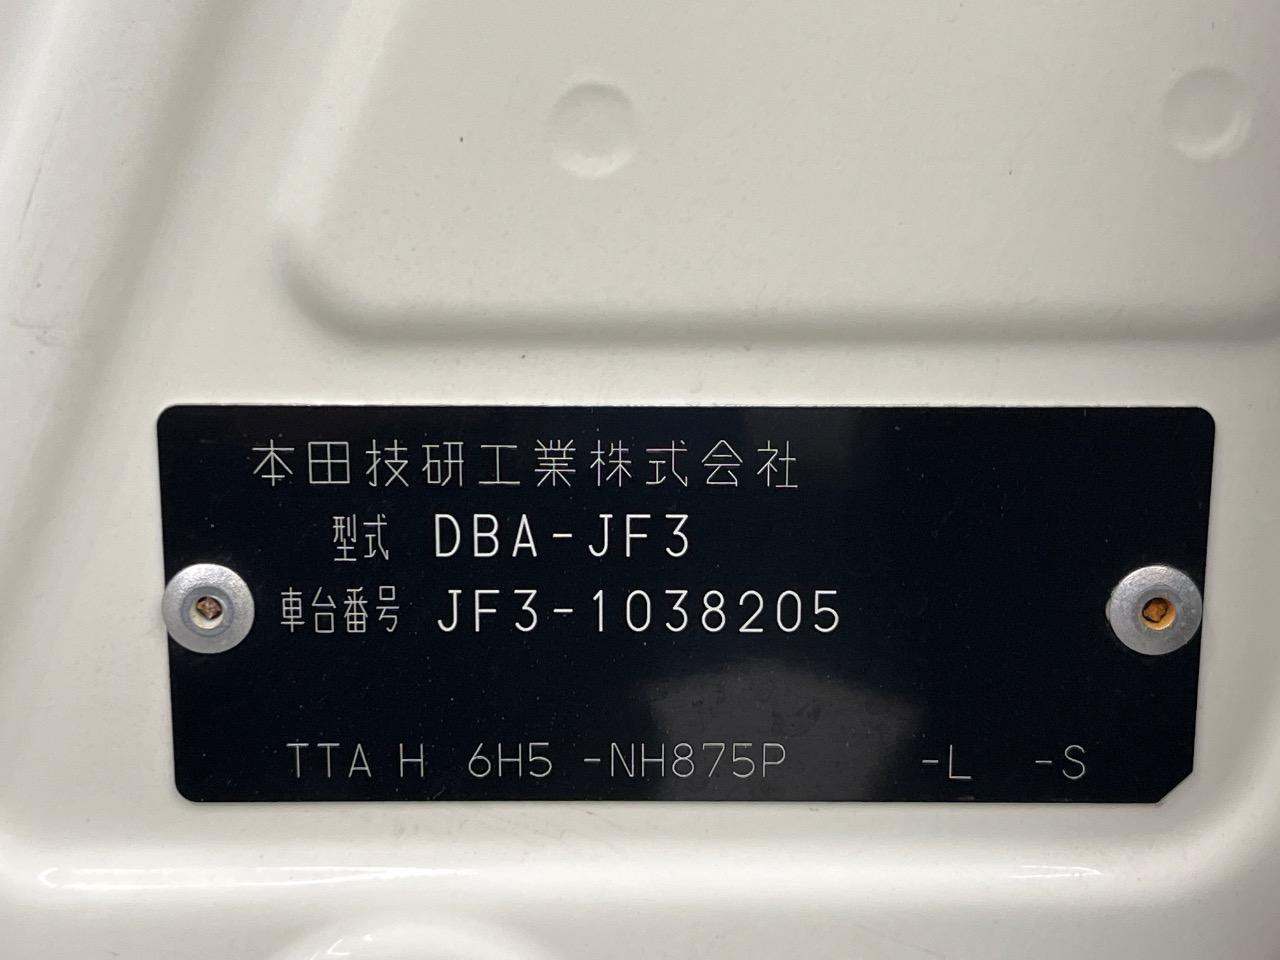 本田技研工業株式会社
型式 DBA-JF3
車台番号 JF3-1038205
TTA H 6H5 -NH875P -L -S